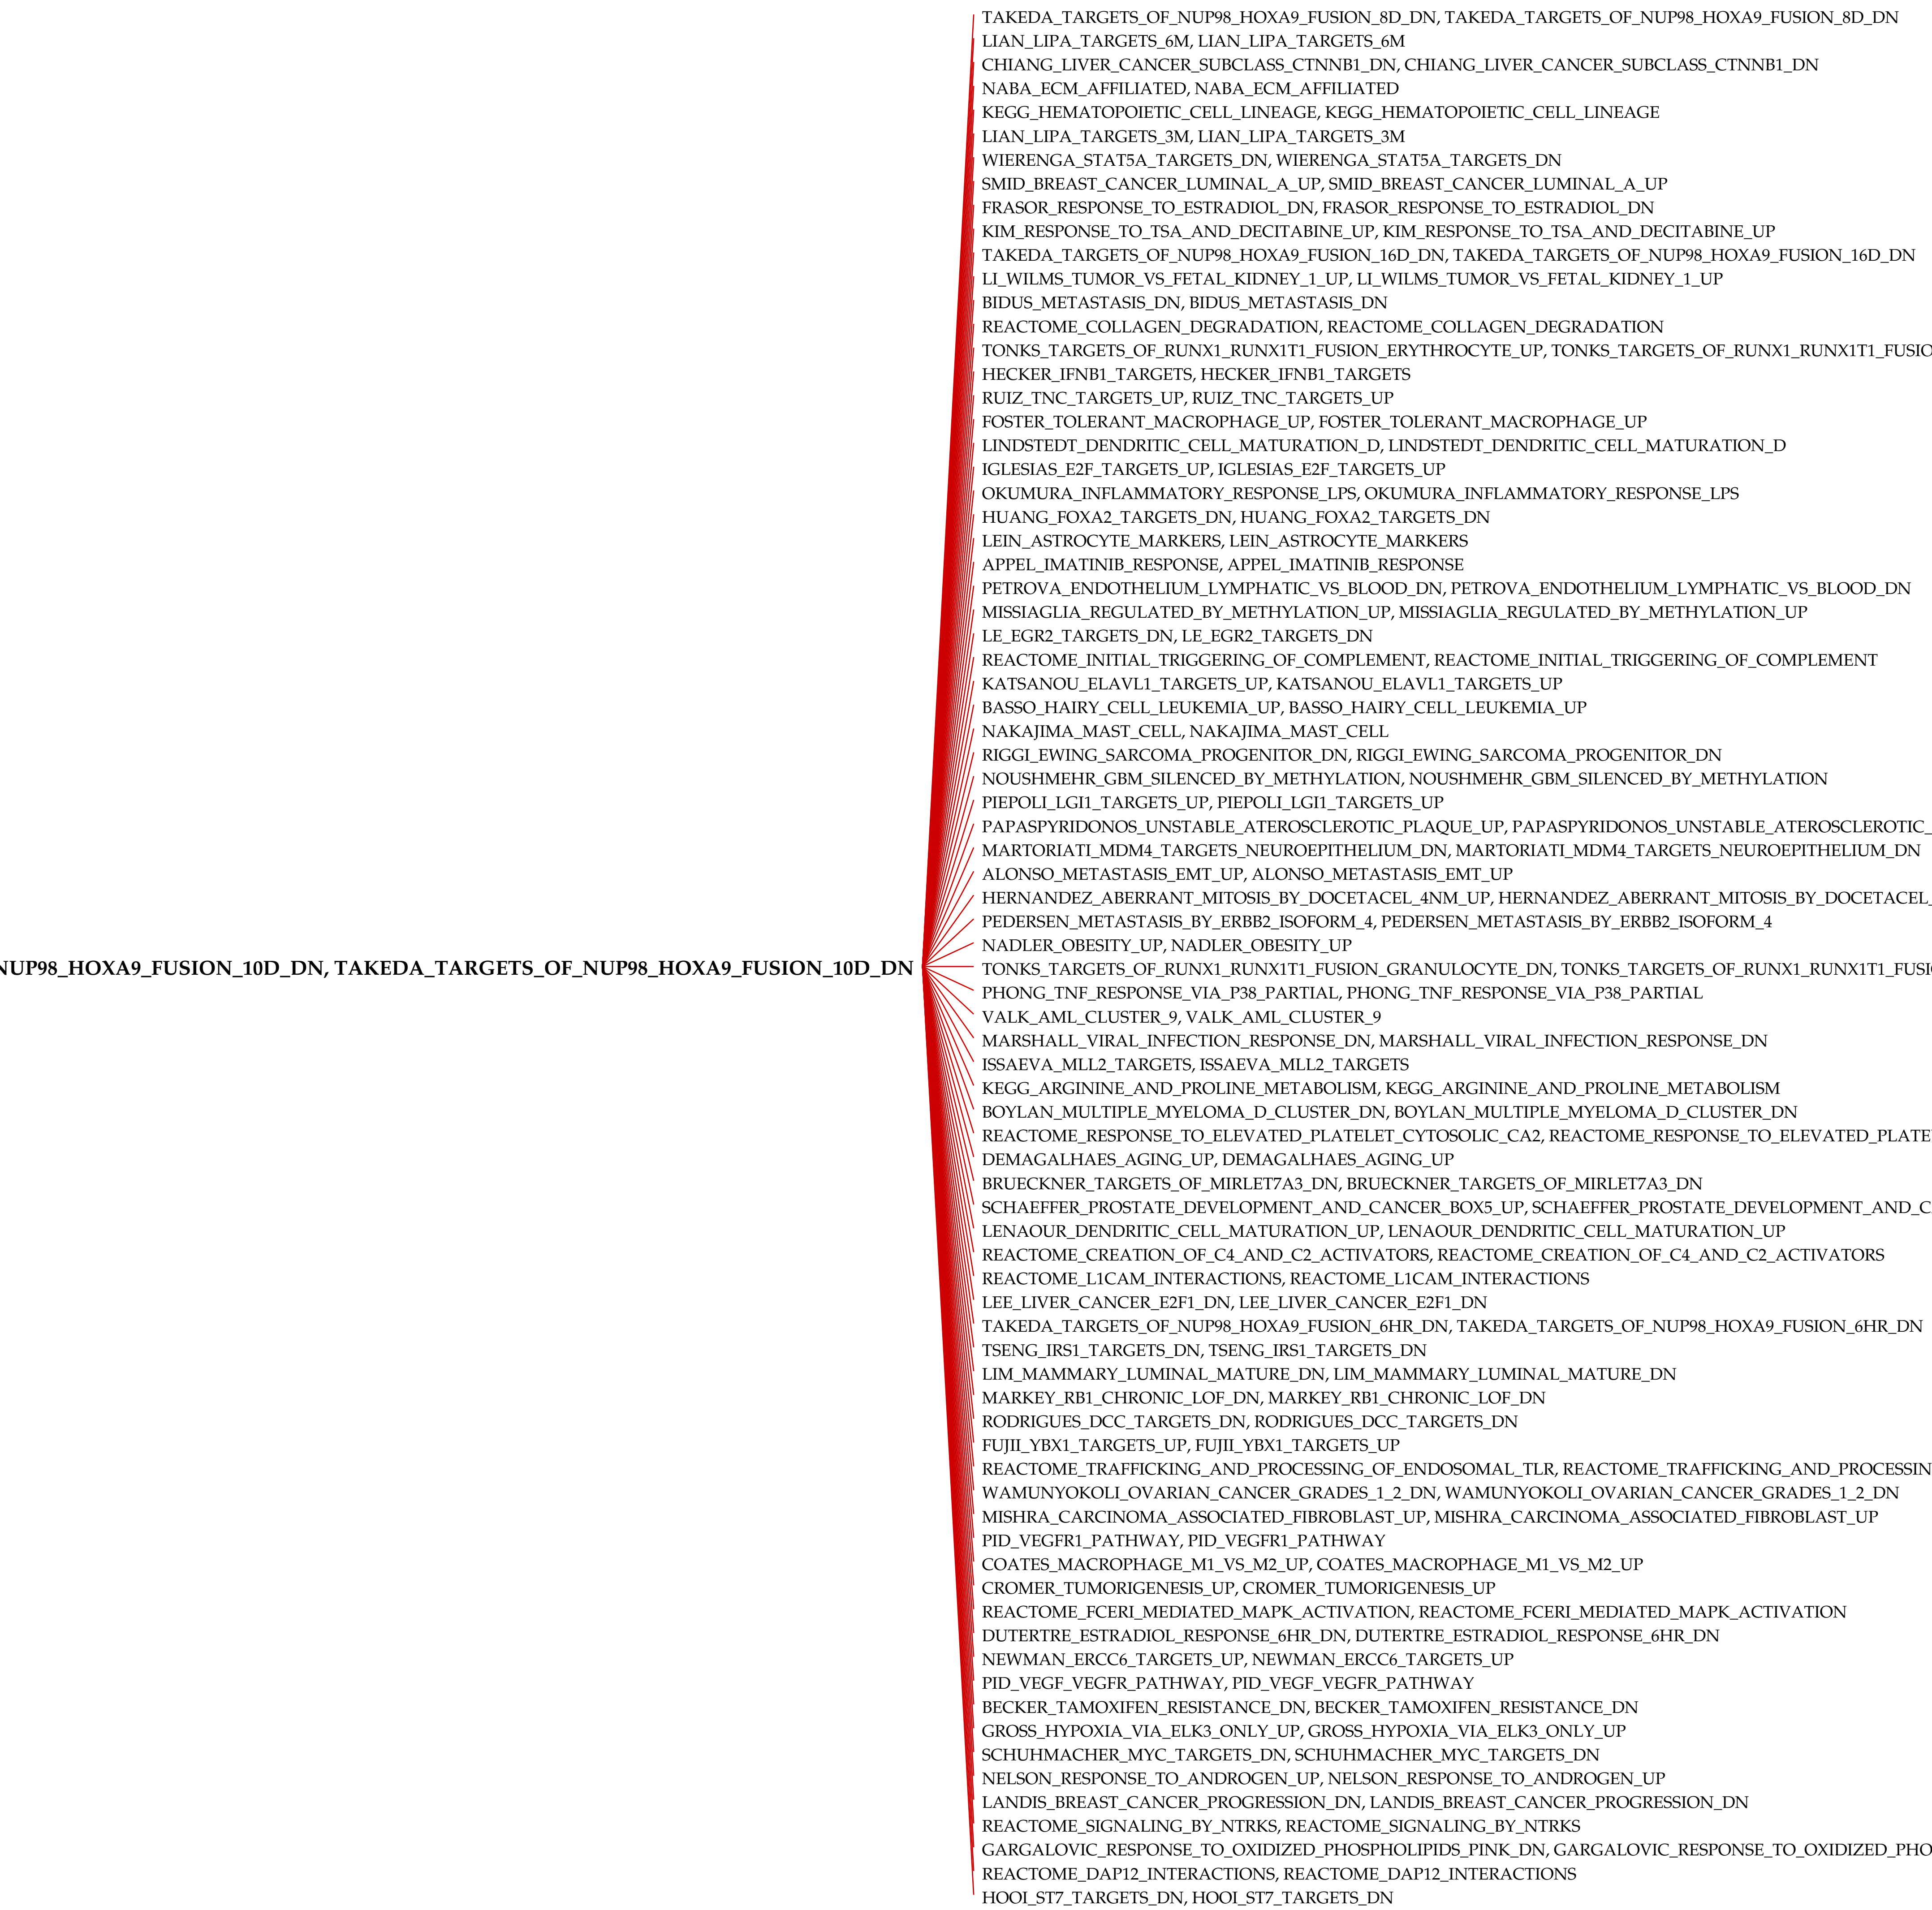 TAKEDA_TARGETS_OF_NUP98_HOXA9_FUSION_8D_DN, TAKEDA_TARGETS_OF_NUP98_HOXA9_FUSION_8D_DN
LIAN_LIPA_TARGETS_6M, LIAN_LIPA_TARGETS_6M
CHIANG_LIVER_CANCER_SUBCLASS_CTNNB1_DN, CHIANG_LIVER_CANCER_SUBCLASS_CTNNB1_DN
NABA_ECM_AFFILIATED, NABA_ECM_AFFILIATED
KEGG_HEMATOPOIETIC_CELL_LINEAGE, KEGG_HEMATOPOIETIC_CELL_LINEAGE
LIAN_LIPA_TARGETS_3M, LIAN_LIPA_TARGETS_3M
WIERENGA_STAT5A_TARGETS_DN, WIERENGA_STAT5A_TARGETS_DN
SMID_BREAST_CANCER_LUMINAL_A_UP, SMID_BREAST_CANCER_LUMINAL_A_UP
FRASOR_RESPONSE_TO_ESTRADIOL_DN, FRASOR_RESPONSE_TO_ESTRADIOL_DN
KIM_RESPONSE_TO_TSA_AND_DECITABINE_UP, KIM_RESPONSE_TO_TSA_AND_DECITABINE_UP
TAKEDA_TARGETS_OF_NUP98_HOXA9_FUSION_16D_DN, TAKEDA_TARGETS_OF_NUP98_HOXA9_FUSION_16D_DN
LI_WILMS_TUMOR_VS_FETAL_KIDNEY_1_UP, LI_WILMS_TUMOR_VS_FETAL_KIDNEY_1_UP
BIDUS_METASTASIS_DN, BIDUS_METASTASIS_DN
REACTOME_COLLAGEN_DEGRADATION, REACTOME_COLLAGEN_DEGRADATION
TONKS_TARGETS_OF_RUNX1_RUNX1T1_FUSION_ERYTHROCYTE_UP, TONKS_TARGETS_OF_RUNX1_RUNX1T1_FUSIO
HECKER_IFNB1_TARGETS, HECKER_IFNB1_TARGETS
RUIZ_TNC_TARGETS_UP, RUIZ_TNC_TARGETS_UP
FOSTER_TOLERANT_MACROPHAGE_UP, FOSTER_TOLERANT_MACROPHAGE_UP
LINDSTEDT_DENDRITIC_CELL_MATURATION_D, LINDSTEDT_DENDRITIC_CELL_MATURATION_D
IGLESIAS_E2F_TARGETS_UP, IGLESIAS_E2F_TARGETS_UP
OKUMURA_INFLAMMATORY_RESPONSE_LPS, OKUMURA_INFLAMMATORY_RESPONSE_LPS
HUANG_FOXA2_TARGETS_DN, HUANG_FOXA2_TARGETS_DN
LEIN_ASTROCYTE_MARKERS, LEIN_ASTROCYTE_MARKERS
APPEL_IMATINIB_RESPONSE, APPEL_IMATINIB_RESPONSE
PETROVA_ENDOTHELIUM_LYMPHATIC_VS_BLOOD_DN, PETROVA_ENDOTHELIUM_LYMPHATIC_VS_BLOOD_DN
MISSIAGLIA_REGULATED_BY_METHYLATION_UP, MISSIAGLIA_REGULATED_BY_METHYLATION_UP
LE_EGR2_TARGETS_DN, LE_EGR2_TARGETS_DN
REACTOME_INITIAL_TRIGGERING_OF_COMPLEMENT, REACTOME_INITIAL_TRIGGERING_OF_COMPLEMENT
KATSANOU_ELAVL1_TARGETS_UP, KATSANOU_ELAVL1_TARGETS_UP
BASSO_HAIRY_CELL_LEUKEMIA_UP, BASSO_HAIRY_CELL_LEUKEMIA_UP
NAKAJIMA_MAST_CELL, NAKAJIMA_MAST_CELL
RIGGI_EWING_SARCOMA_PROGENITOR_DN, RIGGI_EWING_SARCOMA_PROGENITOR_DN
NOUSHMEHR_GBM_SILENCED_BY_METHYLATION, NOUSHMEHR_GBM_SILENCED_BY_METHYLATION
PIEPOLI_LGI1_TARGETS_UP, PIEPOLI_LGI1_TARGETS_UP
PAPASPYRIDONOS_UNSTABLE_ATEROSCLEROTIC_PLAQUE_UP, PAPASPYRIDONOS_UNSTABLE_ATEROSCLEROTIC_
MARTORIATI_MDM4_TARGETS_NEUROEPITHELIUM_DN, MARTORIATI_MDM4_TARGETS_NEUROEPITHELIUM_DN
ALONSO_METASTASIS_EMT_UP, ALONSO_METASTASIS_EMT_UP
HERNANDEZ_ABERRANT_MITOSIS_BY_DOCETACEL_4NM_UP, HERNANDEZ_ABERRANT_MITOSIS_BY_DOCETACEL_
PEDERSEN_METASTASIS_BY_ERBB2_ISOFORM_4, PEDERSEN_METASTASIS_BY_ERBB2_ISOFORM_4
NADLER_OBESITY_UP, NADLER_OBESITY_UP
NUP98_HOXA9_FUSION_10D_DN, TAKEDA_TARGETS_OF_NUP98_HOXA9_FUSION_10D_DN
TONKS_TARGETS_OF_RUNX1_RUNX1T1_FUSION_GRANULOCYTE_DN, TONKS_TARGETS_OF_RUNX1_RUNX1T1_FUSI
PHONG_TNF_RESPONSE_VIA_P38_PARTIAL, PHONG_TNF_RESPONSE_VIA_P38_PARTIAL
VALK_AML_CLUSTER_9, VALK_AML_CLUSTER_9
MARSHALL_VIRAL_INFECTION_RESPONSE_DN, MARSHALL_VIRAL_INFECTION_RESPONSE_DN
ISSAEVA_MLL2_TARGETS, ISSAEVA_MLL2_TARGETS
KEGG_ARGININE_AND_PROLINE_METABOLISM, KEGG_ARGININE_AND_PROLINE_METABOLISM
BOYLAN_MULTIPLE_MYELOMA_D_CLUSTER_DN, BOYLAN_MULTIPLE_MYELOMA_D_CLUSTER_DN
REACTOME_RESPONSE_TO_ELEVATED_PLATELET_CYTOSOLIC_CA2, REACTOME_RESPONSE_TO_ELEVATED_PLATE
DEMAGALHAES_AGING_UP, DEMAGALHAES_AGING_UP
BRUECKNER_TARGETS_OF_MIRLET7A3_DN, BRUECKNER_TARGETS_OF_MIRLET7A3_DN
SCHAEFFER_PROSTATE_DEVELOPMENT_AND_CANCER_BOX5_UP, SCHAEFFER_PROSTATE_DEVELOPMENT_AND_C
LENAOUR_DENDRITIC_CELL_MATURATION_UP, LENAOUR_DENDRITIC_CELL_MATURATION_UP
REACTOME_CREATION_OF_C4_AND_C2_ACTIVATORS, REACTOME_CREATION_OF_C4_AND_C2_ACTIVATORS
REACTOME_L1CAM_INTERACTIONS, REACTOME_L1CAM_INTERACTIONS
LEE_LIVER_CANCER_E2F1_DN, LEE_LIVER_CANCER_E2F1_DN
TAKEDA_TARGETS_OF_NUP98_HOXA9_FUSION_6HR_DN, TAKEDA_TARGETS_OF_NUP98_HOXA9_FUSION_6HR_DN
TSENG_IRS1_TARGETS_DN, TSENG_IRS1_TARGETS_DN
LIM_MAMMARY_LUMINAL_MATURE_DN, LIM_MAMMARY_LUMINAL_MATURE_DN
MARKEY_RB1_CHRONIC_LOF_DN, MARKEY_RB1_CHRONIC_LOF_DN
RODRIGUES_DCC_TARGETS_DN, RODRIGUES_DCC_TARGETS_DN
FUJII_YBX1_TARGETS_UP, FUJII_YBX1_TARGETS_UP
REACTOME_TRAFFICKING_AND_PROCESSING_OF_ENDOSOMAL_TLR, REACTOME_TRAFFICKING_AND_PROCESSIN
WAMUNYOKOLI_OVARIAN_CANCER_GRADES_1_2_DN, WAMUNYOKOLI_OVARIAN_CANCER_GRADES_1_2_DN
MISHRA_CARCINOMA_ASSOCIATED_FIBROBLAST_UP, MISHRA_CARCINOMA_ASSOCIATED_FIBROBLAST_UP
PID_VEGFR1_PATHWAY, PID_VEGFR1_PATHWAY
COATES_MACROPHAGE_M1_VS_M2_UP, COATES_MACROPHAGE_M1_VS_M2_UP
CROMER_TUMORIGENESIS_UP, CROMER_TUMORIGENESIS_UP
REACTOME_FCERI_MEDIATED_MAPK_ACTIVATION, REACTOME_FCERI_MEDIATED_MAPK_ACTIVATION
DUTERTRE_ESTRADIOL_RESPONSE_6HR_DN, DUTERTRE_ESTRADIOL_RESPONSE_6HR_DN
NEWMAN_ERCC6_TARGETS_UP, NEWMAN_ERCC6_TARGETS_UP
PID_VEGF_VEGFR_PATHWAY, PID_VEGF_VEGFR_PATHWAY
BECKER_TAMOXIFEN_RESISTANCE_DN, BECKER_TAMOXIFEN_RESISTANCE_DN
GROSS_HYPOXIA_VIA_ELK3_ONLY_UP, GROSS_HYPOXIA_VIA_ELK3_ONLY_UP
SCHUHMACHER_MYC_TARGETS_DN, SCHUHMACHER_MYC_TARGETS_DN
NELSON_RESPONSE_TO_ANDROGEN_UP, NELSON_RESPONSE_TO_ANDROGEN_UP
LANDIS_BREAST_CANCER_PROGRESSION_DN, LANDIS_BREAST_CANCER_PROGRESSION_DN
REACTOME_SIGNALING_BY_NTRKS, REACTOME_SIGNALING_BY_NTRKS
GARGALOVIC_RESPONSE_TO_OXIDIZED_PHOSPHOLIPIDS_PINK_DN, GARGALOVIC_RESPONSE_TO_OXIDIZED_PHO
REACTOME_DAP12_INTERACTIONS, REACTOME_DAP12_INTERACTIONS
HOOI_ST7_TARGETS_DN, HOOI_ST7_TARGETS_DN